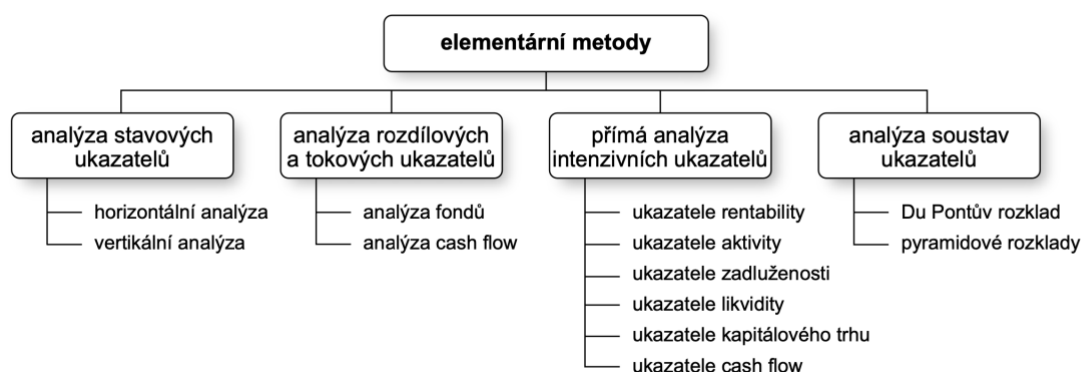 elementární metody
analýza stavových
ukazatelů
horizontální analýza
vertikální analýza
analýza rozdílových
a tokových ukazatelů
analýza fondů
analýza cash flow
přímá analýza
intenzivních ukazatelů
ukazatele rentability
ukazatele aktivity
ukazatele zadluženosti
ukazatele likvidity
ukazatele kapitálového trhu
ukazatele cash flow
analýza soustav
ukazatelů
Du Pontův rozklad
pyramidové rozklady